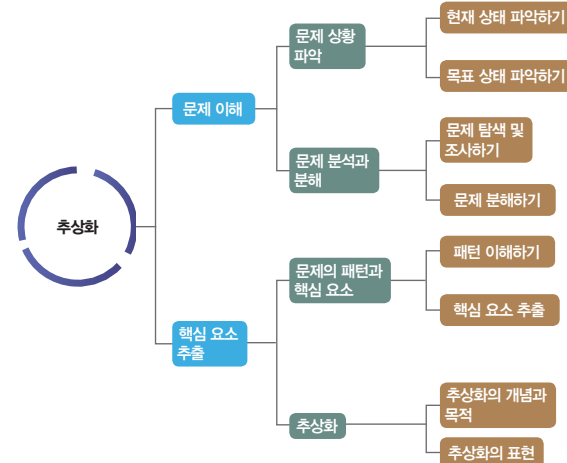 추상화
문제 이해
문제 상황
파악
현재 상태 파악하기
목표 상태 파악하기
문제 분석과
분해
문제 탐색 및
조사하기
문제 분해하기
핵심 요소
추출
문제의 패턴과
핵심 요소
패턴 이해하기
핵심 요소 추출
추상화
추상화의 개념과
목적
추상화의 표현